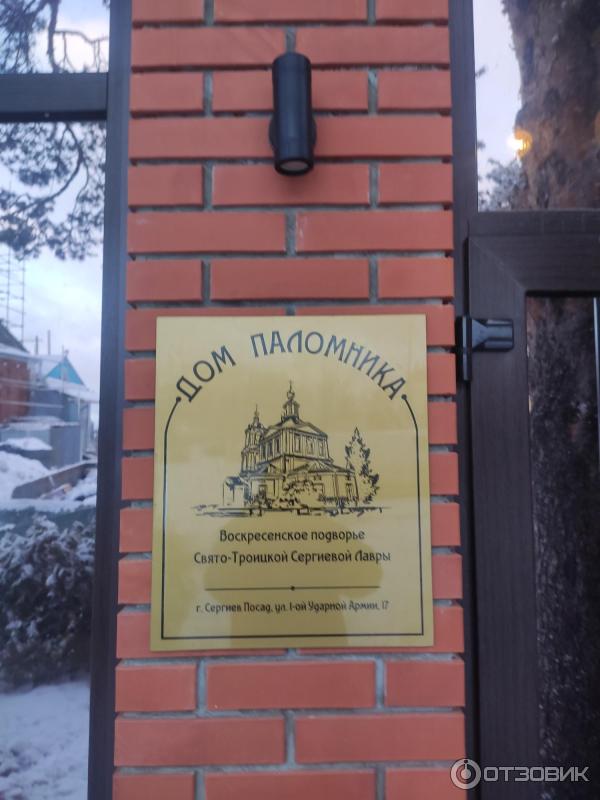 ДОМ ПАЛОМНИКА
Воскресенское подворье
Свято-Троицкой Сергиевой Лавры
г. Сергиев Посад, ул. 1-ой Ударной Армии, 17
ОТЗОВИК